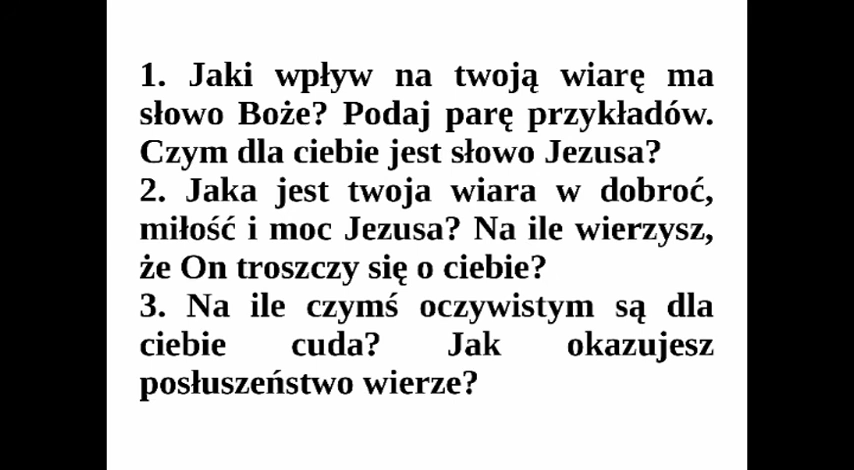 1. Jaki wpływ na twoją wiarę ma
słowo Boże? Podaj parę przykładów.
Czym dla ciebie jest słowo Jezusa?
2. Jaka jest twoja wiara w dobroć,
miłość i moc Jezusa? Na ile wierzysz,
że On troszczy się o ciebie?
3. Na ile czymś oczywistym są dla
ciebie cuda? Jak okazujesz
posłuszeństwo wierze?